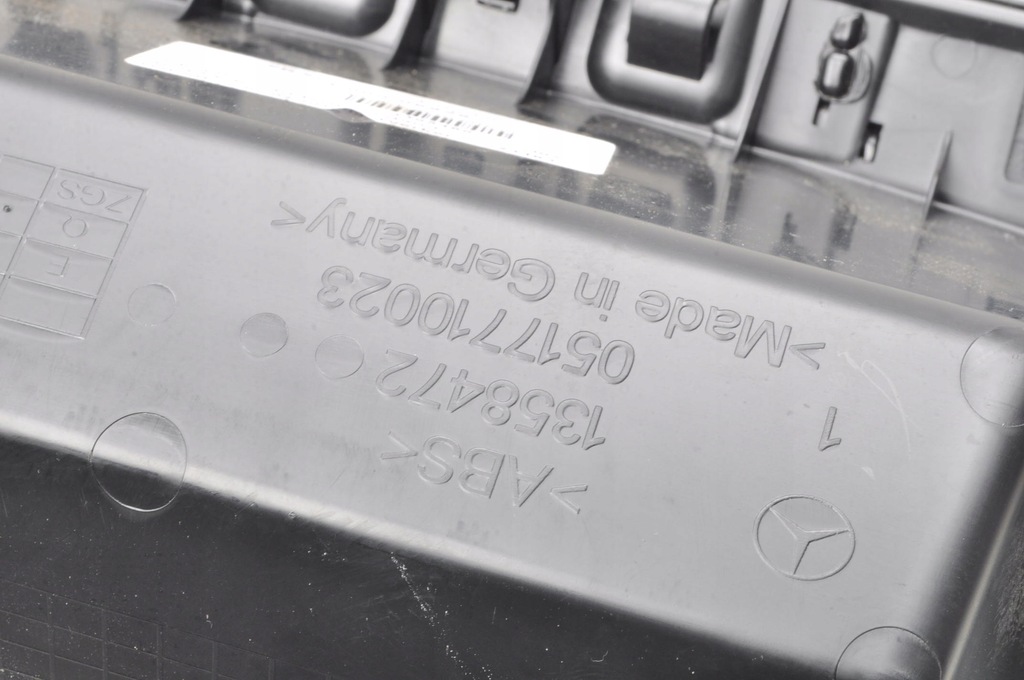 >ABS<
1358472
1
0517710023
>Made in Germany<
E
ZGS